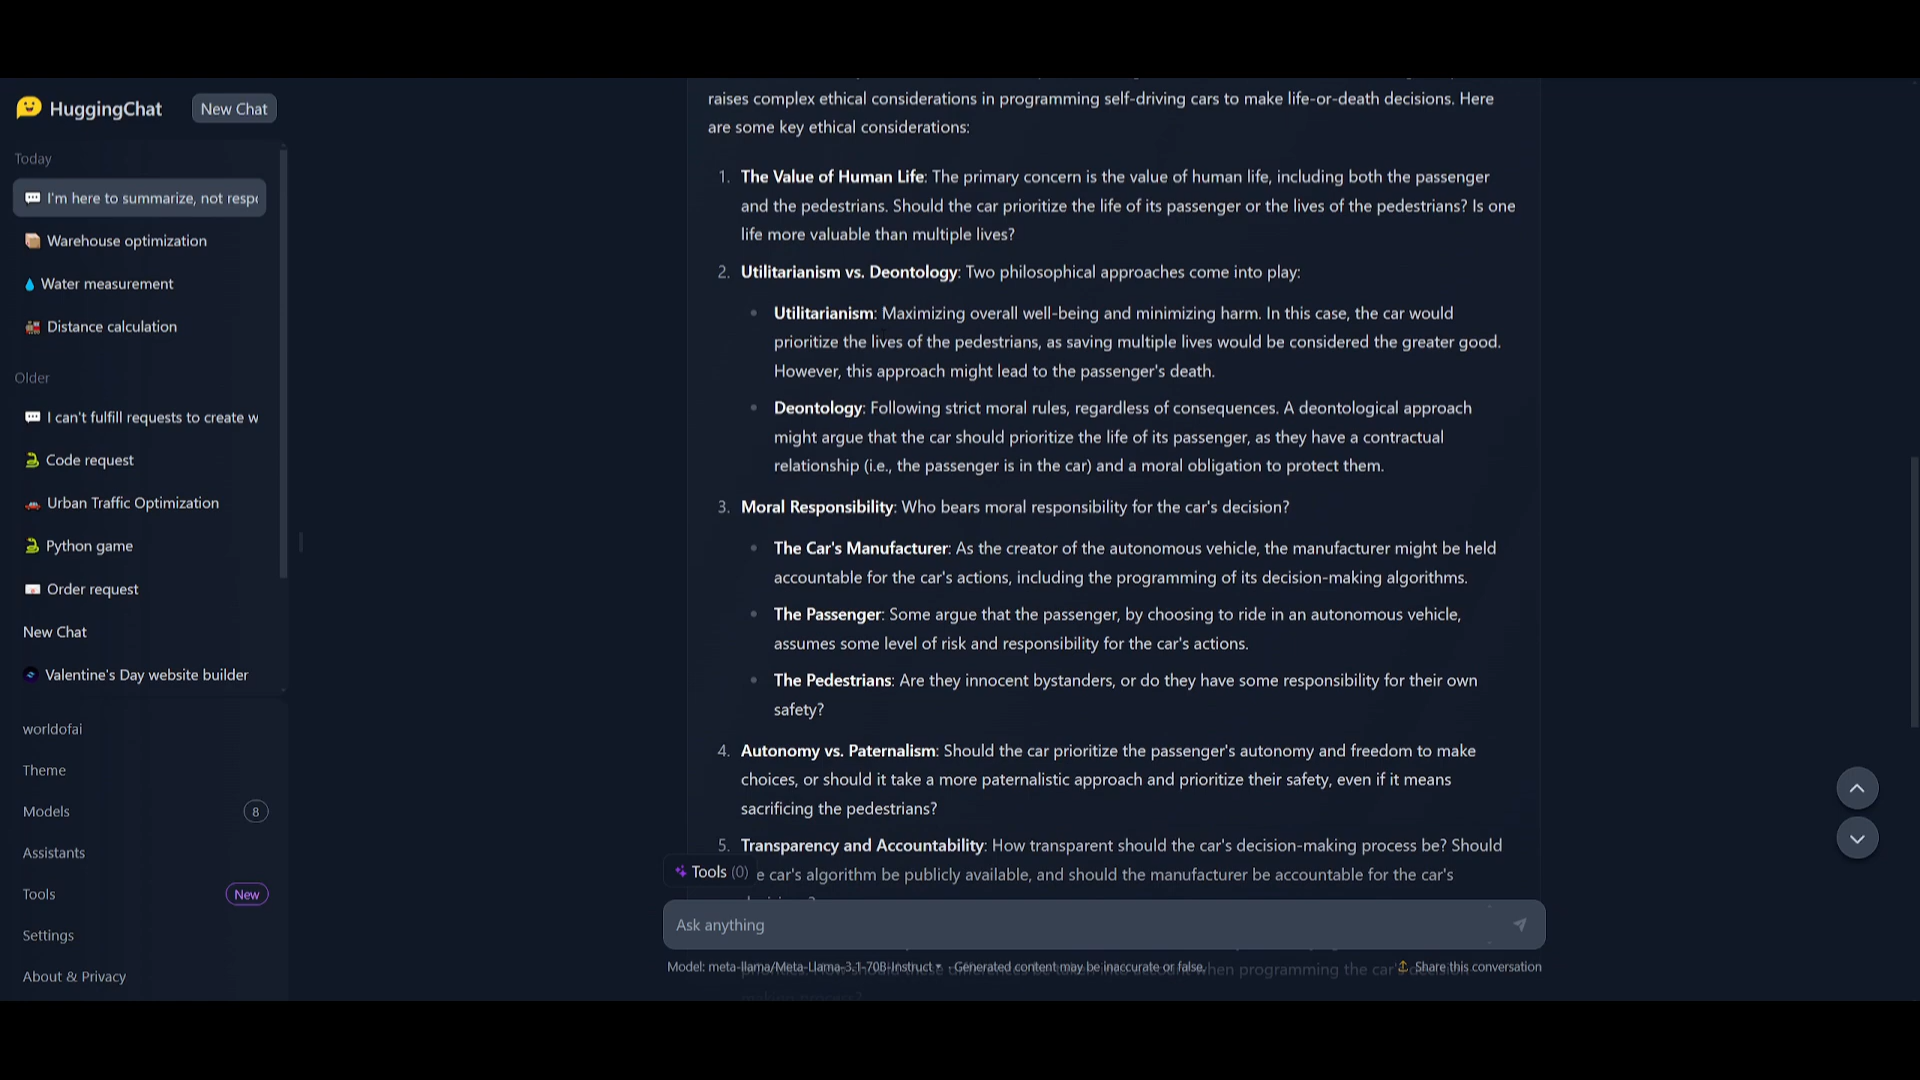 HuggingChat
New Chat
Today
I'm here to summarize, not resp
Warehouse optimization
Water measurement
Distance calculation
Older
I can't fulfill requests to create w
Code request
Urban Traffic Optimization
Python game
Order request
New Chat
Valentine's Day website builder
worldofai
Theme
Models 8
Assistants
Tools New
Settings
About & Privacy
raises complex ethical considerations in programming self-driving cars to make life-or-death decisions. Here
are some key ethical considerations:
1. The Value of Human Life: The primary concern is the value of human life, including both the passenger
and the pedestrians. Should the car prioritize the life of its passenger or the lives of the pedestrians? Is one
life more valuable than multiple lives?
2. Utilitarianism vs. Deontology: Two philosophical approaches come into play:
• Utilitarianism: Maximizing overall well-being and minimizing harm. In this case, the car would
prioritize the lives of the pedestrians, as saving multiple lives would be considered the greater good.
However, this approach might lead to the passenger's death.
• Deontology: Following strict moral rules, regardless of consequences. A deontological approach
might argue that the car should prioritize the life of its passenger, as they have a contractual
relationship (i.e., the passenger is in the car) and a moral obligation to protect them.
3. Moral Responsibility: Who bears moral responsibility for the car's decision?
• The Car's Manufacturer: As the creator of the autonomous vehicle, the manufacturer might be held
accountable for the car's actions, including the programming of its decision-making algorithms.
• The Passenger: Some argue that the passenger, by choosing to ride in an autonomous vehicle,
assumes some level of risk and responsibility for the car's actions.
• The Pedestrians: Are they innocent bystanders, or do they have some responsibility for their own
safety?
4. Autonomy vs. Paternalism: Should the car prioritize the passenger's autonomy and freedom to make
choices, or should it take a more paternalistic approach and prioritize their safety, even if it means
sacrificing the pedestrians?
5. Transparency and Accountability: How transparent should the car's decision-making process be? Should
e car's algorithm be publicly available, and should the manufacturer be accountable for the car's
Tools (0)
Ask anything
Model: meta-llama/Meta-Llama-3.1-70B-Instruct · Generated content may be inaccurate or false.
Share this conversation
when programming the car's